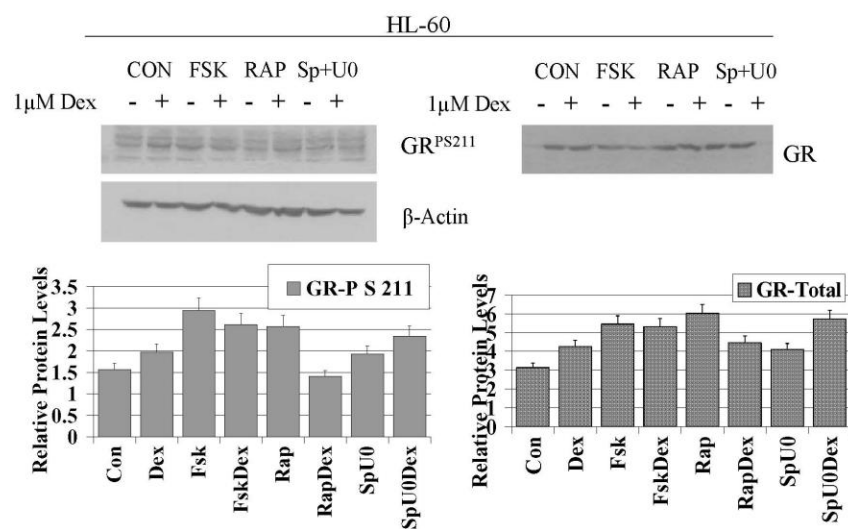 HL-60
CON FSK RAP Sp+U0
1μM Dex - + - + - + - +
GR^PS211
β-Actin
CON FSK RAP Sp+U0
1μM Dex - + - + - + - +
GR
Relative Protein Levels
3.5
3
2.5
2
1.5
1
0.5
0
GR-P S 211
Con Dex Fsk FskDex Rap RapDex SpU0 SpU0Dex
Relative Protein Levels
7
6
5
4
3
2
1
0
GR-Total
Con Dex Fsk FskDex Rap RapDex SpU0 SpU0Dex